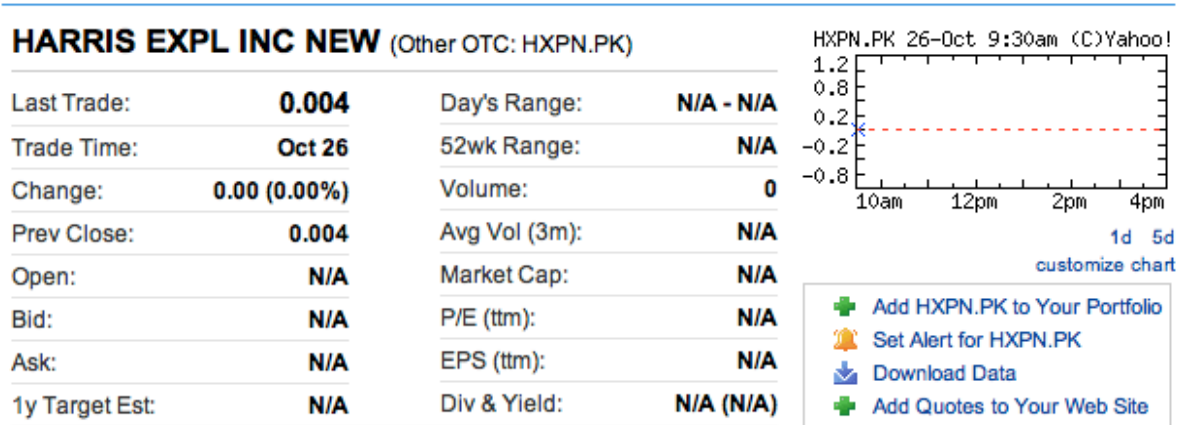 HARRIS EXPL INC NEW (Other OTC: HXPN.PK)
Last Trade: 0.004
Trade Time: Oct 26
Change: 0.00 (0.00%)
Prev Close: 0.004
Open: N/A
Bid: N/A
Ask: N/A
1y Target Est: N/A
Day's Range: N/A - N/A
52wk Range: N/A
Volume: 0
Avg Vol (3m): N/A
Market Cap: N/A
P/E (ttm): N/A
EPS (ttm): N/A
Div & Yield: N/A (N/A)
HXPN.PK 26-Oct 9:30am (C)Yahoo!
1.2
0.8
0.2
-0.2
-0.8
10am 12pm 2pm 4pm
1d 5d
customize chart
Add HXPN.PK to Your Portfolio
Set Alert for HXPN.PK
Download Data
Add Quotes to Your Web Site